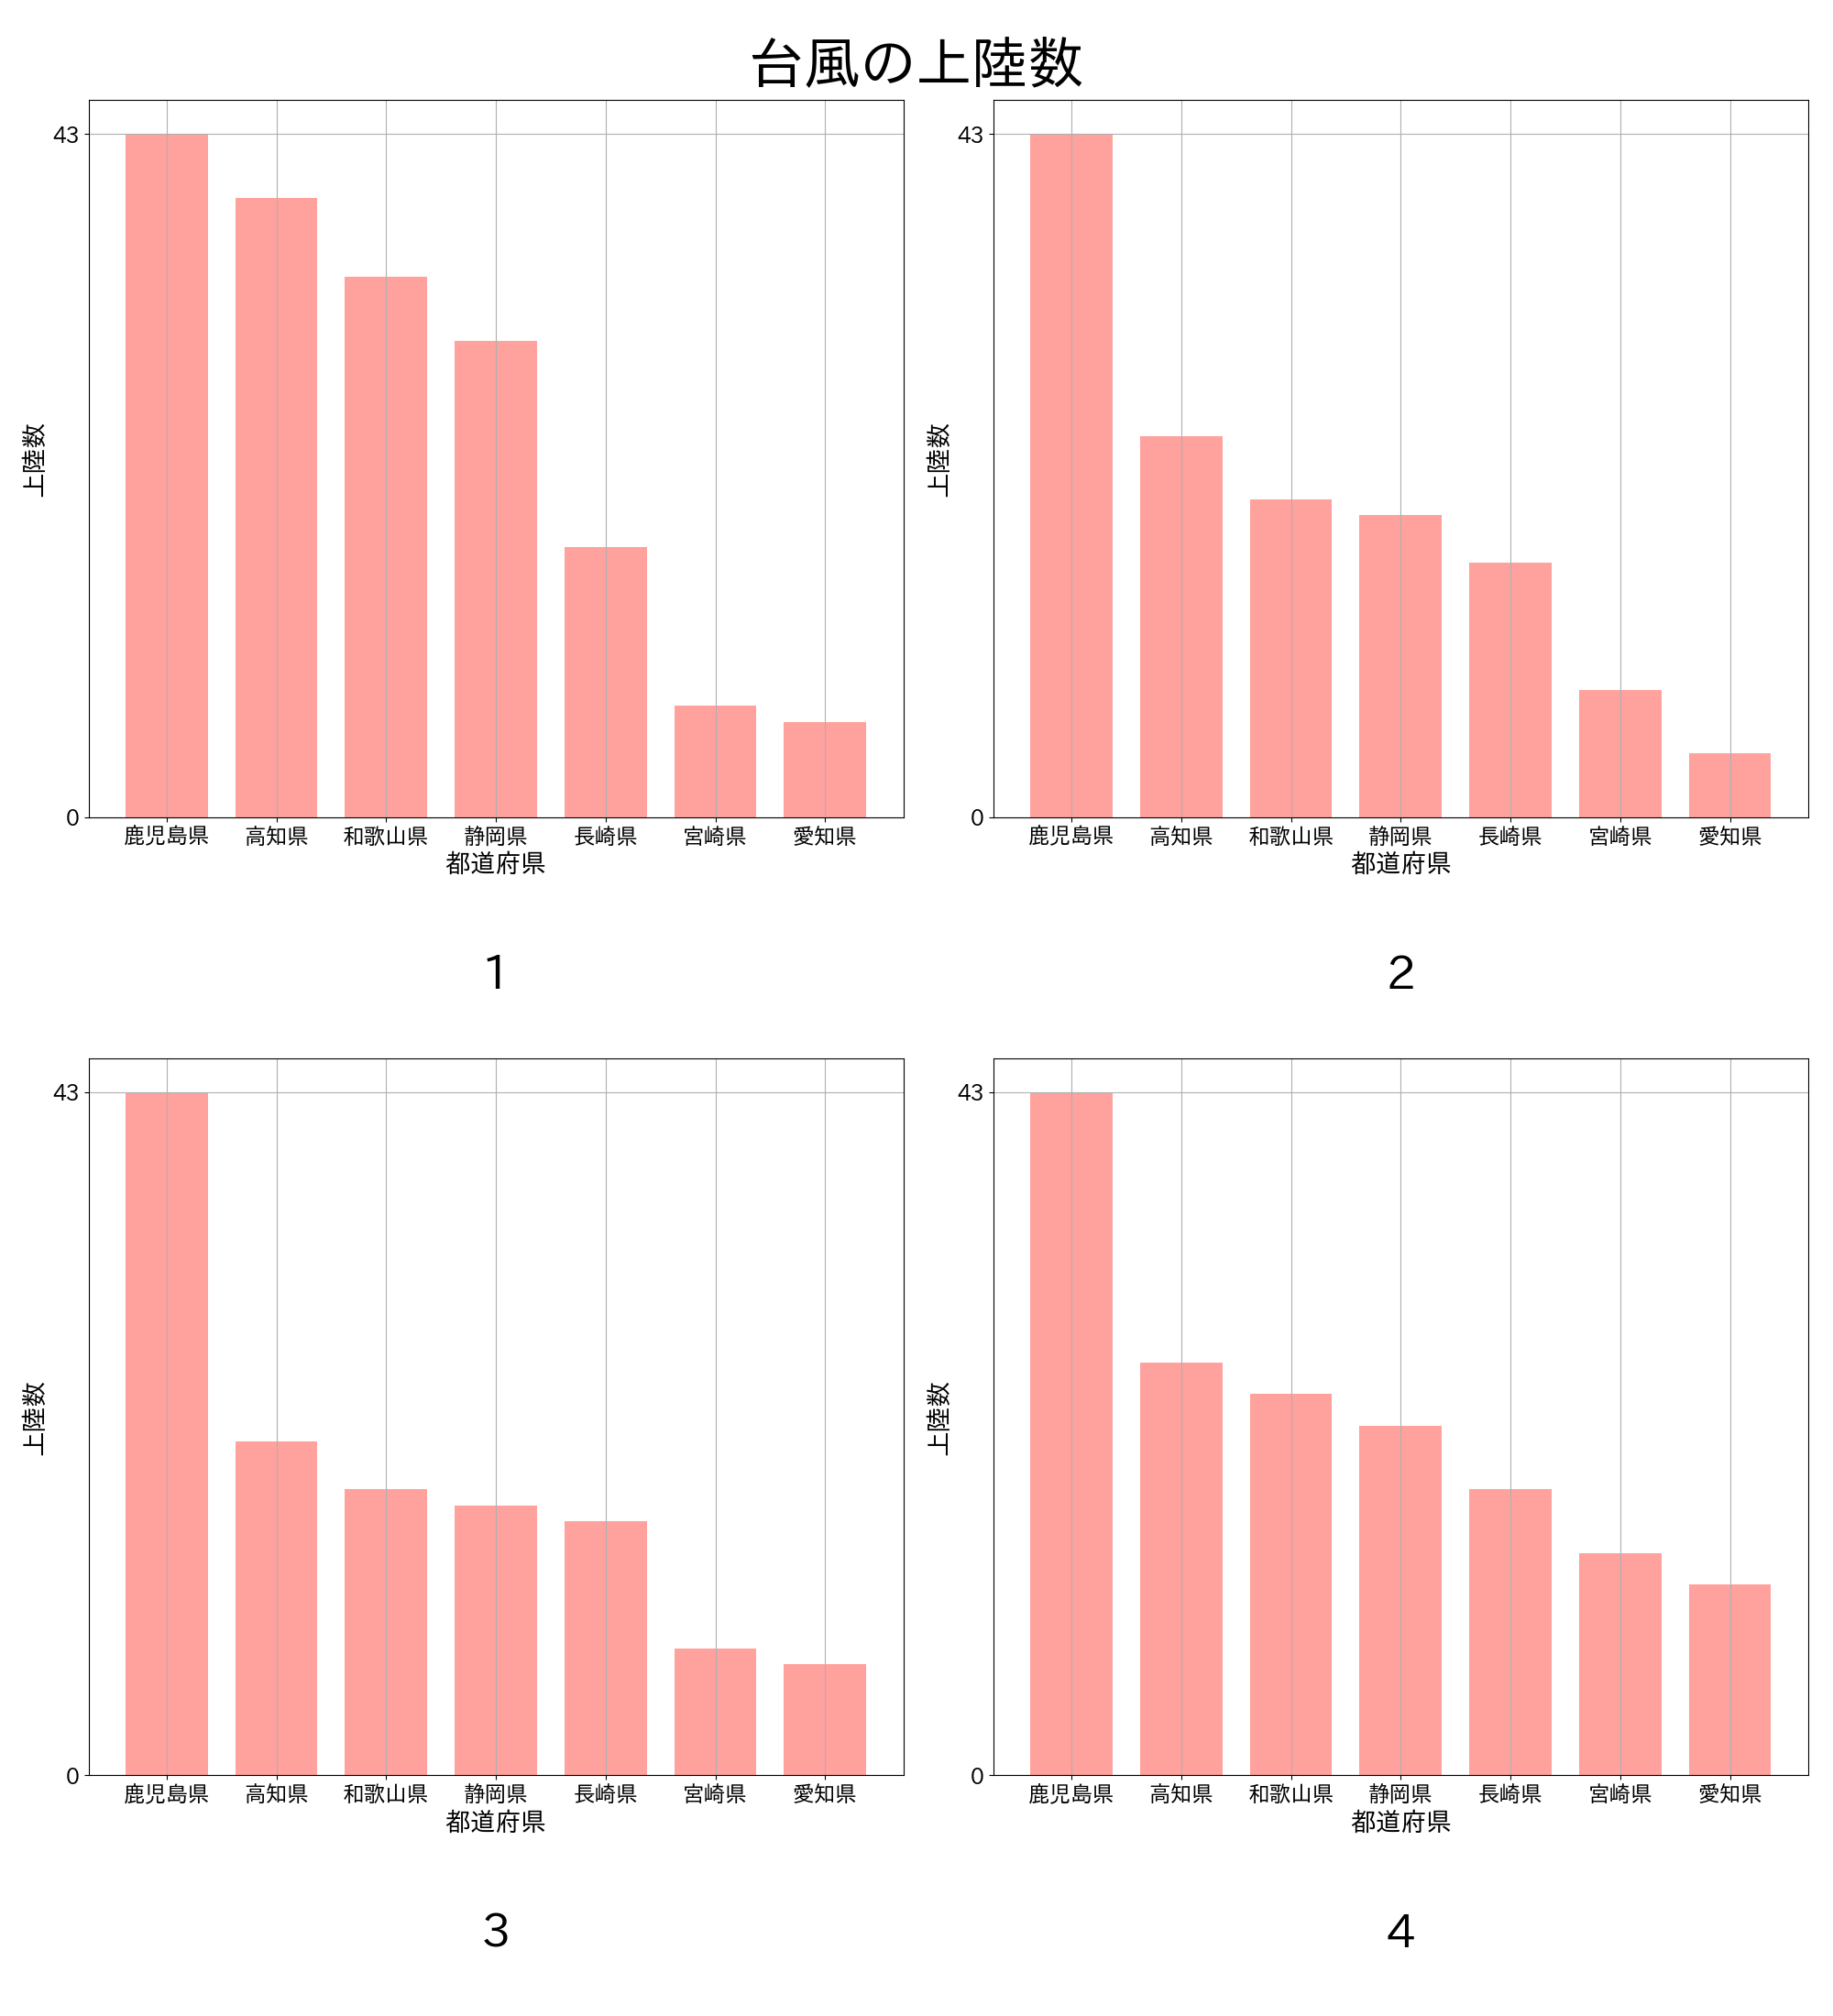 台風の上陸数
43
0
上陸数
鹿児島県 高知県 和歌山県 静岡県 長崎県 宮崎県 愛知県
都道府県
1
43
0
上陸数
鹿児島県 高知県 和歌山県 静岡県 長崎県 宮崎県 愛知県
都道府県
2
43
0
上陸数
鹿児島県 高知県 和歌山県 静岡県 長崎県 宮崎県 愛知県
都道府県
3
43
0
上陸数
鹿児島県 高知県 和歌山県 静岡県 長崎県 宮崎県 愛知県
都道府県
4